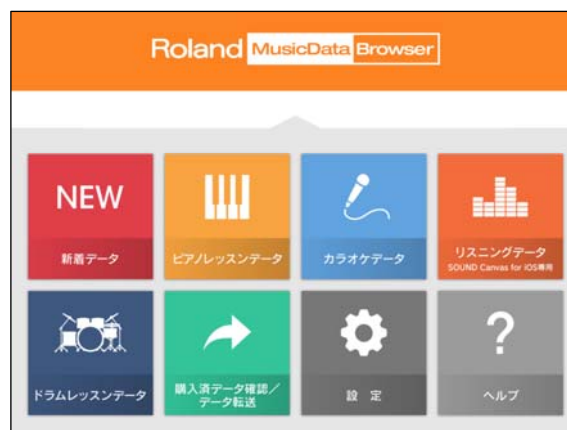 Roland MusicData Browser
NEW
新着データ
ピアノレッスンデータ
カラオケデータ
リスニングデータ
SOUND Canvas for iOS専用
ドラムレッスンデータ
購入済データ確認／
データ転送
設 定
?
ヘルプ